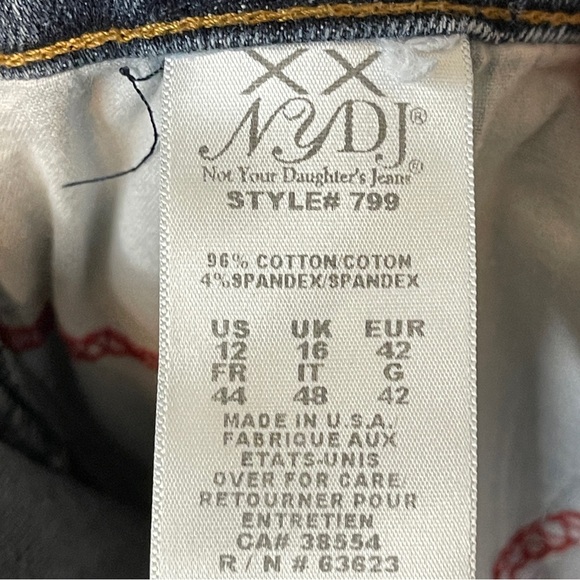 XX
NYDJ®
Not Your Daughter's Jeans®
STYLE# 799
96% COTTON/COTON
4%SPANDEX/SPANDEX
US UK EUR
12 16 42
FR IT G
44 48 42
MADE IN U.S.A/
FABRIQUE AUX
ETATS-UNIS
OVER FOR CARE/
RETOURNER POUR
ENTRETIEN
CA# 38554
R/N # 63623